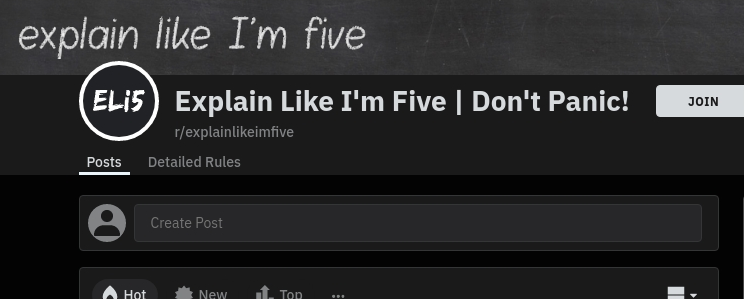 explain like I'm five
ELi5
Explain Like I'm Five | Don't Panic!
JOIN
r/explainlikeimfive
Posts Detailed Rules
Create Post
Hot New Top ...